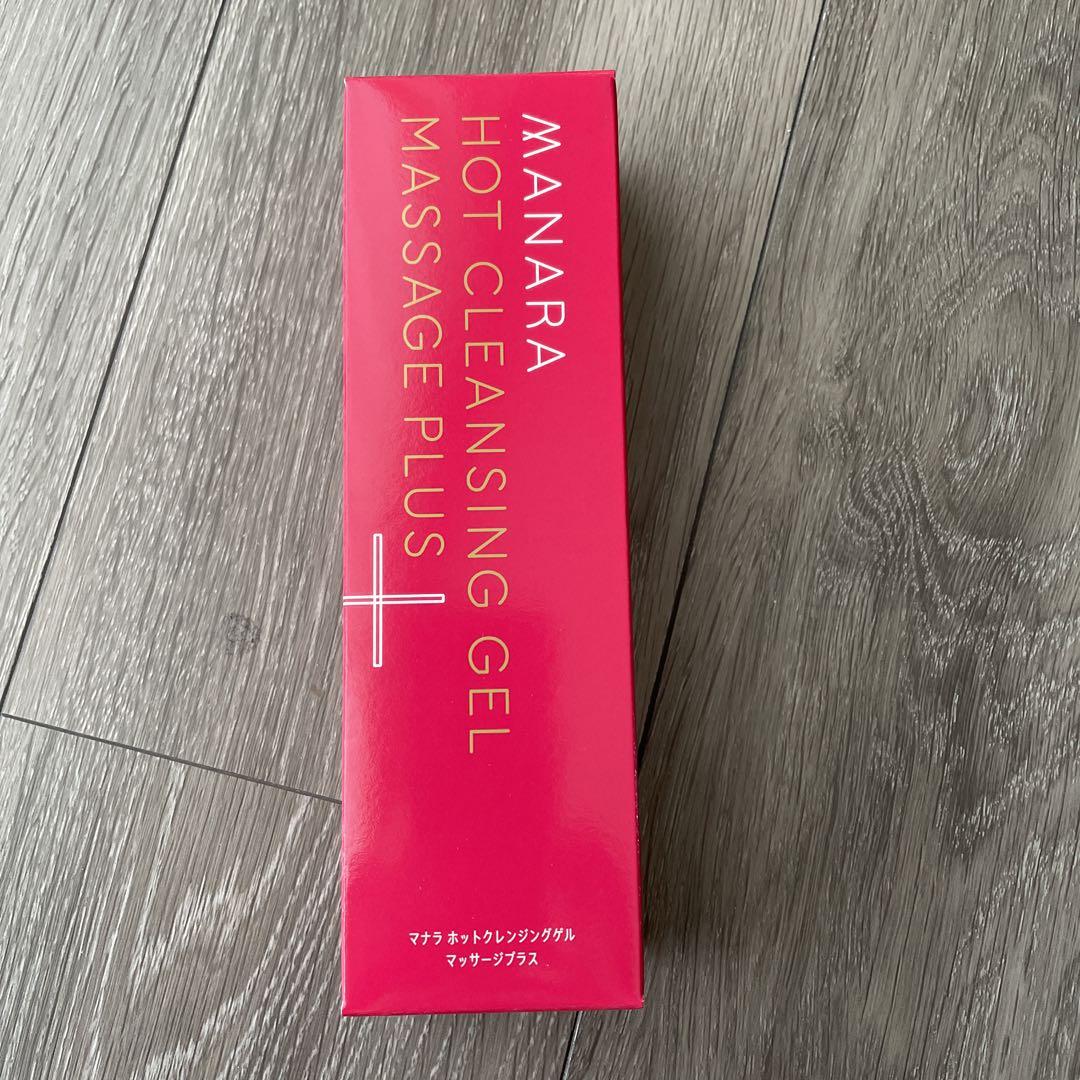 MANARA
HOT CLEANSING GEL
MASSAGE PLUS
マナラ ホットクレンジングゲル
マッサージプラス